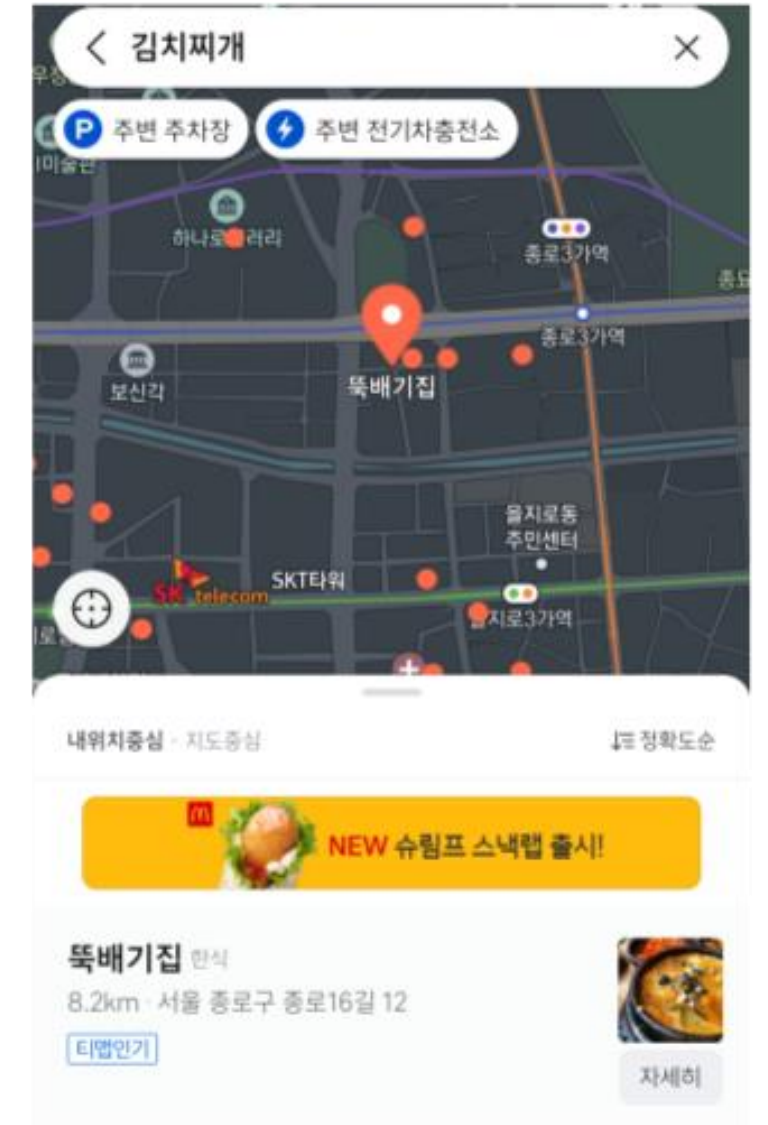 김치찌개
주변 주차장
주변 전기차충전소
종로3가역
보신각
종로3가역
뚝배기집
을지로동
주민센터
SKT타워
SK telecom
을지로3가역
내위치중심 · 지도중심
정확도순
NEW 슈림프 스낵랩 출시!
뚝배기집 한식
8.2km · 서울 종로구 종로16길 12
티맵인기
자세히